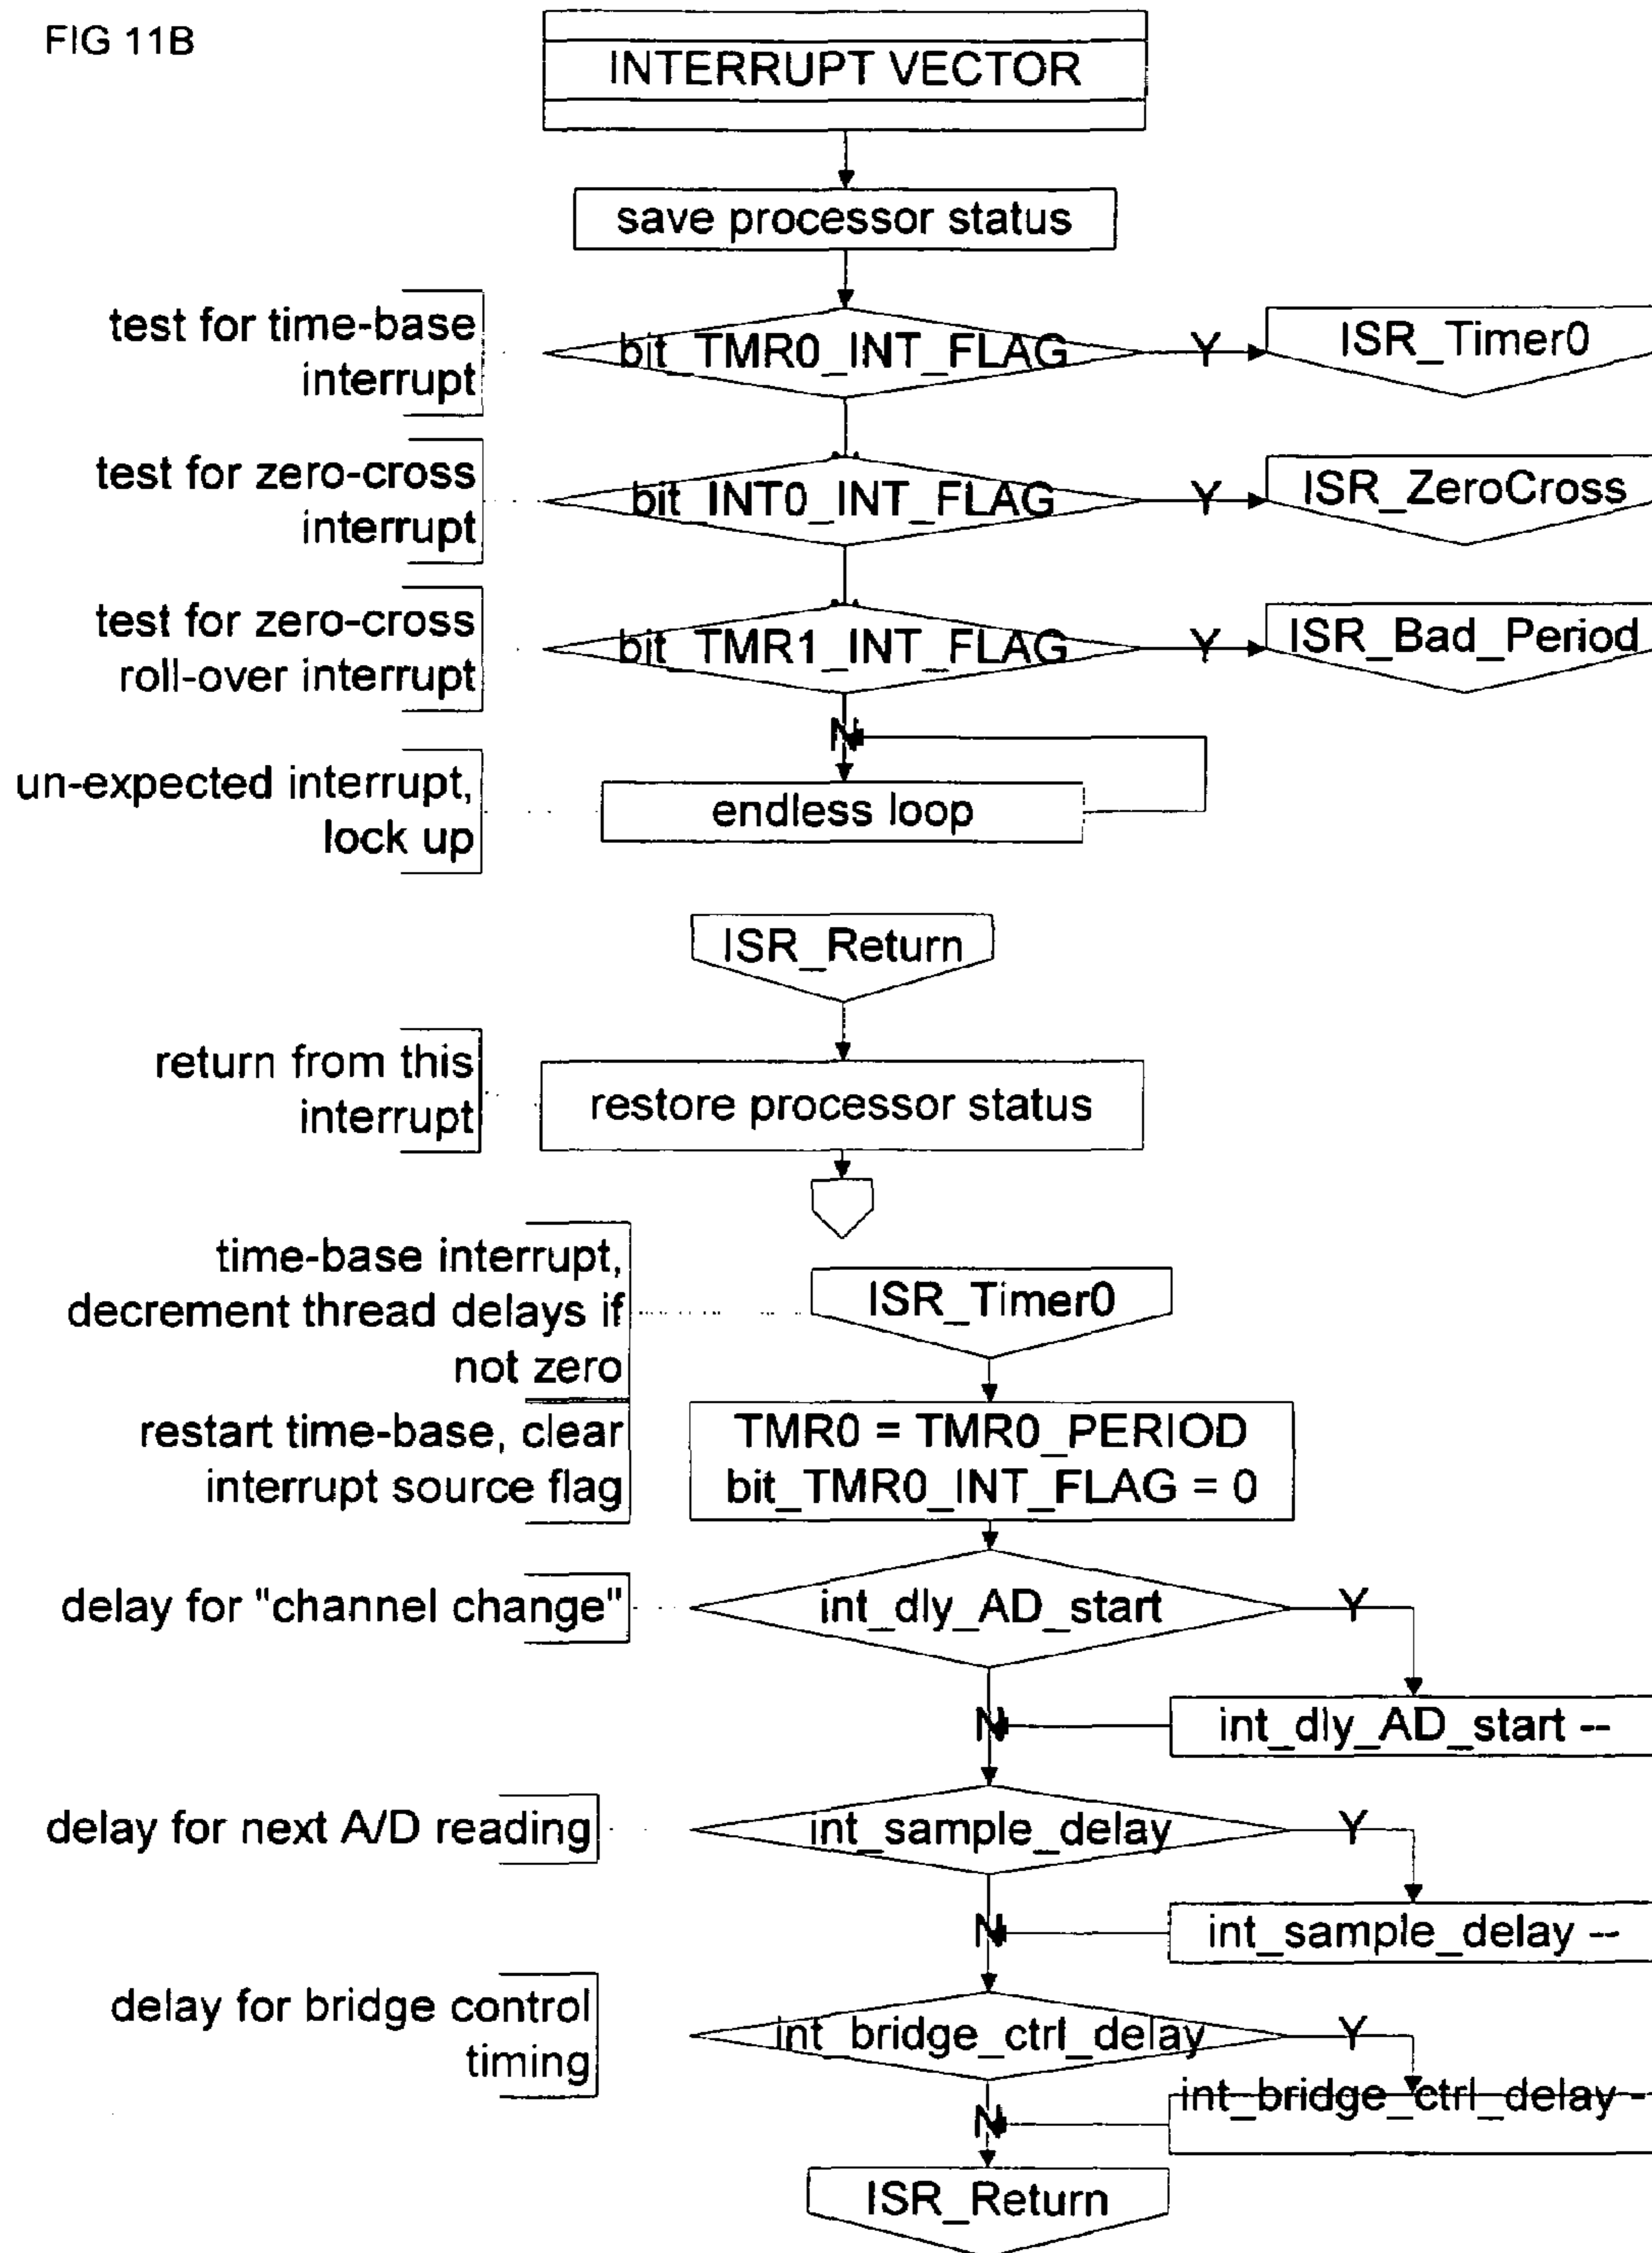 FIG 11B
INTERRUPT VECTOR
save processor status
test for time-base
interrupt
bit_TMR0_INT_FLAG
Y
ISR_Timer0
test for zero-cross
interrupt
bit_INT0_INT_FLAG
Y
ISR_ZeroCross
test for zero-cross
roll-over interrupt
bit_TMR1_INT_FLAG
Y
ISR_Bad_Period
N
un-expected interrupt,
lock up
endless loop
ISR_Return
return from this
interrupt
restore processor status
time-base interrupt,
decrement thread delays if
not zero
ISR_Timer0
restart time-base, clear
interrupt source flag
TMR0 = TMR0_PERIOD
bit_TMR0_INT_FLAG = 0
delay for "channel change"
int_dly_AD_start
Y
N
int_dly_AD_start --
delay for next A/D reading
int_sample_delay
Y
N
int_sample_delay --
delay for bridge control
timing
int_bridge_ctrl_delay
Y
int_bridge_ctrl_delay -
N
ISR_Return